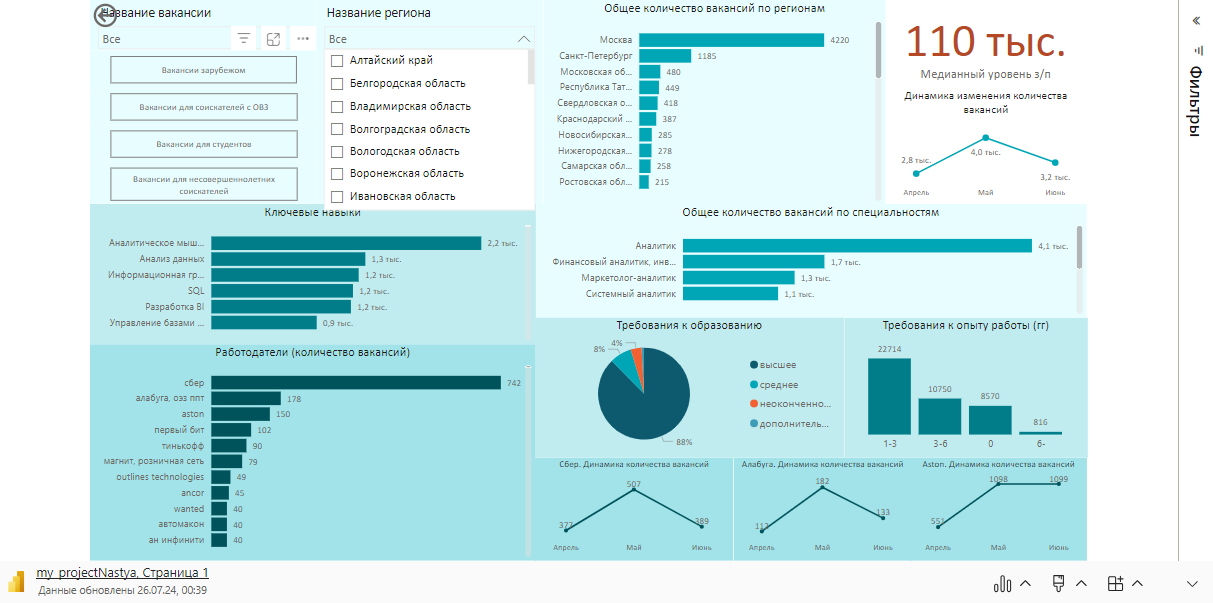 Название вакансии
Все
Вакансии зарубежом
Вакансии для соискателей с ОВЗ
Вакансии для студентов
Вакансии для несовершеннолетних
соискателей
Название региона
Все
Алтайский край
Белгородская область
Владимирская область
Волгоградская область
Вологодская область
Воронежская область
Ивановская область
Общее количество вакансий по регионам
Москва 4220
Санкт-Петербург 1185
Московская об... 480
Республика Тат... 449
Свердловская о... 418
Краснодарский ... 387
Новосибирская... 285
Нижегородская... 278
Самарская обл... 258
Ростовская обл... 215
110 тыс.
Медианный уровень з/п
Динамика изменения количества
вакансий
2,8 тыс.
4,0 тыс.
3,2 тыс.
Апрель Май Июнь
« Фильтры
Ключевые навыки
Аналитическое мыш... 2,2 тыс.
Анализ данных 1,3 тыс.
Информационная гр... 1,2 тыс.
SQL 1,2 тыс.
Разработка BI 1,2 тыс.
Управление базами ... 0,9 тыс.
Общее количество вакансий по специальностям
Аналитик 4,1 тыс.
Финансовый аналитик, инв... 1,7 тыс.
Маркетолог-аналитик 1,3 тыс.
Системный аналитик 1,1 тыс.
Работодатели (количество вакансий)
сбер 742
алабуга, оэз ппт 178
aston 150
первый бит 102
тинькофф 90
магнит, розничная сеть 79
outlines technologies 49
ancor 45
wanted 40
автомакон 40
ан инфинити 40
Требования к образованию
8%
4%
88%
высшее
среднее
неоконченно...
дополнитель...
Требования к опыту работы (гг)
22714
10750
8570
816
1-3 3-6 0 6-
Сбер. Динамика количества вакансий
377
507
389
Апрель Май Июнь
Алабуга. Динамика количества вакансий
112
182
133
Апрель Май Июнь
Aston. Динамика количества вакансий
551
1098
1099
Апрель Май Июнь
my_projectNastya, Страница 1
Данные обновлены 26.07.24, 00:39